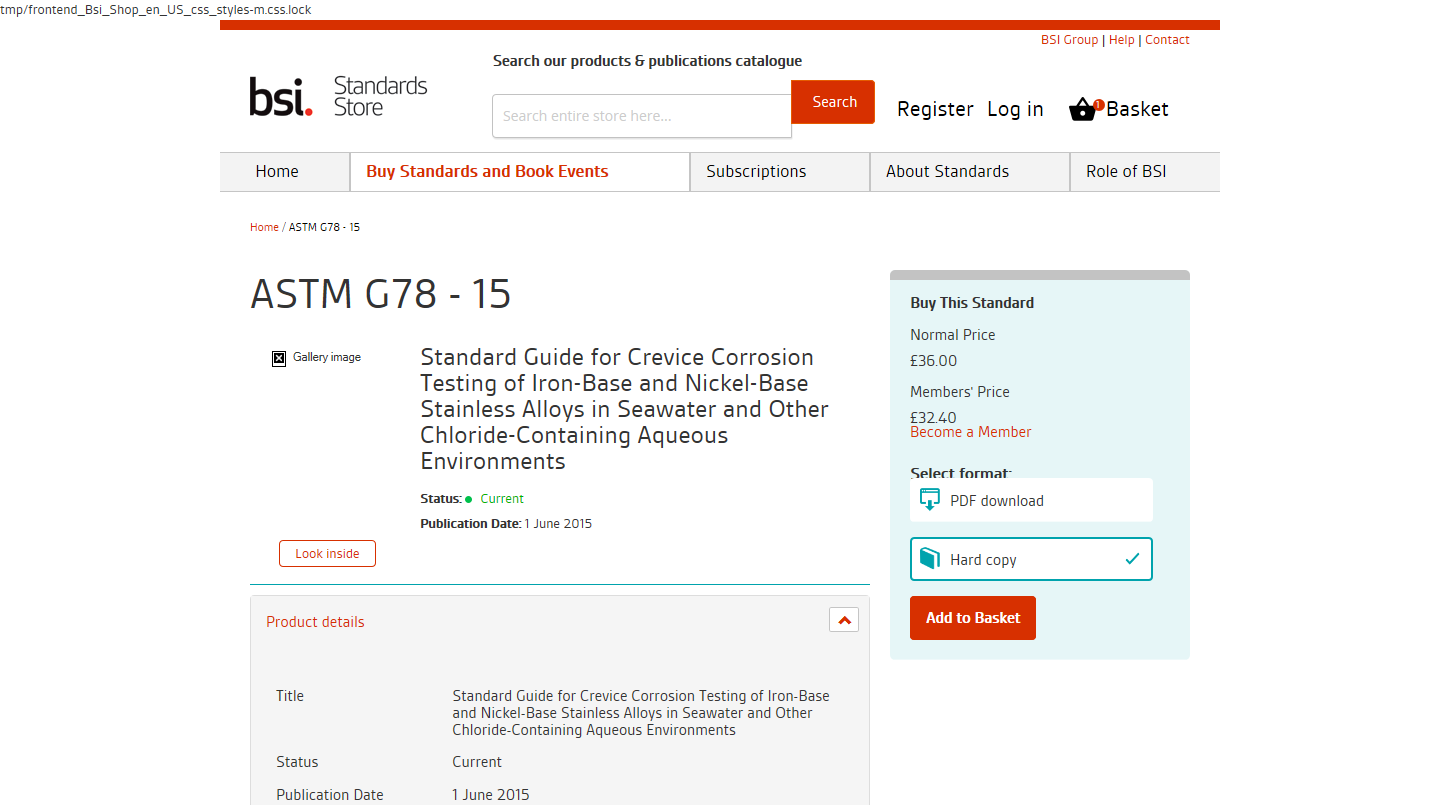 tmp/frontend_Bsi_Shop_en_US_css_styles-m.css.lock
BSI Group | Help | Contact
Search our products & publications catalogue
bsi. Standards Store
Search entire store here...
Search
Register Log in 1 Basket
Home
Buy Standards and Book Events
Subscriptions
About Standards
Role of BSI
Home / ASTM G78 - 15
ASTM G78 - 15
Gallery image
Standard Guide for Crevice Corrosion
Testing of Iron-Base and Nickel-Base
Stainless Alloys in Seawater and Other
Chloride-Containing Aqueous
Environments
Status: Current
Publication Date: 1 June 2015
Look inside
Buy This Standard
Normal Price
£36.00
Members' Price
£32.40
Become a Member
Select format:
PDF download
Hard copy
Add to Basket
Product details
Title
Standard Guide for Crevice Corrosion Testing of Iron-Base
and Nickel-Base Stainless Alloys in Seawater and Other
Chloride-Containing Aqueous Environments
Status
Current
Publication Date
1 June 2015